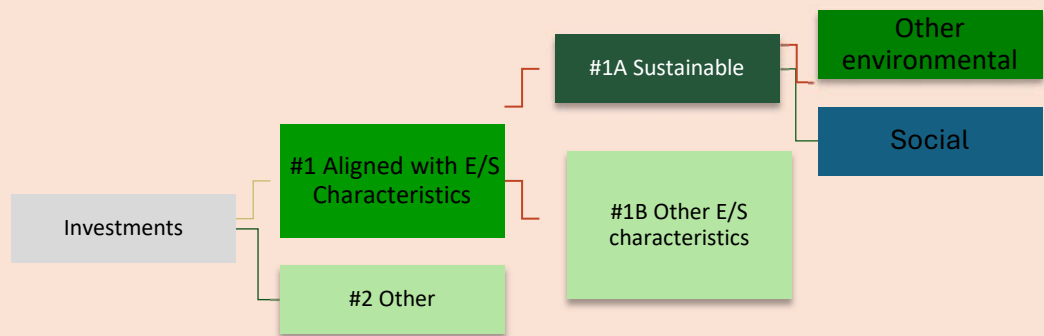 Other
environmental
#1A Sustainable
Social
#1 Aligned with E/S
Characteristics
#1B Other E/S
characteristics
Investments
#2 Other